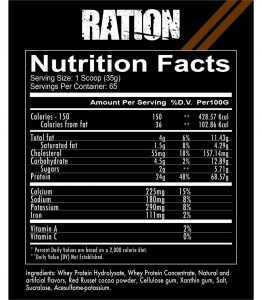 RATION
Nutrition Facts
Serving Size: 1 Scoop (35g)
Servings Per Container: 65
Amount Per Serving %D.V. Per100G
Calories - 150 150 ** 428.57 Kcal
Calories from fat 36 ** 102.86 Kcal
Total fat 4g 6% 11.43g
Saturated fat 1.5g 8% 4.29g
Cholesterol 55mg 18% 157.14mg
Carbohydrate 4.5g 2% 12.89g
Sugars 2g ** 5.71g
Protein 24g 48% 68.57g
Calcium 225mg 15%
Sodium 180mg 8%
Potassium 290mg 8%
Iron 111mg 2%
Vitamin A 2%
Vitamin C 0%
* Percent Daily Values are based on a 2,000 calorie diet.
** Daily Value (DV) Not Established.
Ingredients: Whey Protein Hydrolysate, Whey Protein Concentrate, Natural and
artificial Flavors, Red Russet cocoa powder, Cellulose gum, Xanthan gum, Salt,
Sucralose, Acesulfame-potassium.